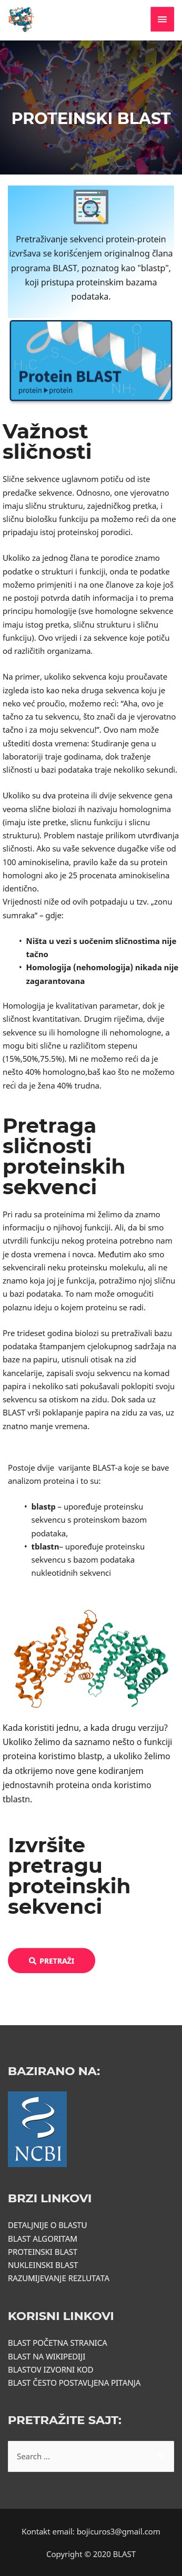 PROTEINSKI BLAST
Pretraživanje sekvenci protein-protein
izvršava se korišćenjem originalnog člana
programa BLAST, poznatog kao "blastp",
koji pristupa proteinskim bazama
podataka.
Protein BLAST
protein ▸ protein
Važnost
sličnosti
Slične sekvence uglavnom potiču od iste
predačke sekvence. Odnosno, one vjerovatno
imaju sličnu strukturu, zajedničkog pretka, i
sličnu biološku funkciju pa možemo reći da one
pripadaju istoj proteinskoj porodici.
Ukoliko za jednog člana te porodice znamo
podatke o strukturi i funkciji, onda te podatke
možemo primjeniti i na one članove za koje još
ne postoji potvrda datih informacija i to prema
principu homologije (sve homologne sekvence
imaju istog pretka, sličnu strukturu i sličnu
funkciju). Ovo vrijedi i za sekvence koje potiču
od različitih organizama.
Na primer, ukoliko sekvenca koju proučavate
izgleda isto kao neka druga sekvenca koju je
neko već proučio, možemo reći: “Aha, ovo je
tačno za tu sekvencu, što znači da je vjerovatno
tačno i za moju sekvencu!”. Ovo nam može
uštediti dosta vremena: Studiranje gena u
laboratoriji traje godinama, dok traženje
sličnosti u bazi podataka traje nekoliko sekundi.
Ukoliko su dva proteina ili dvije sekvence gena
veoma slične biolozi ih nazivaju homolognima
(imaju iste pretke, slicnu funkciju i slicnu
strukturu). Problem nastaje prilikom utvrđivanja
sličnosti. Ako su vaše sekvence dugačke više od
100 aminokiselina, pravilo kaže da su protein
homologni ako je 25 procenata aminokiselina
identično.
Vrijednosti niže od ovih potpadaju u tzv. „zonu
sumraka“ – gdje:
• Ništa u vezi s uočenim sličnostima nije
tačno
• Homologija (nehomologija) nikada nije
zagarantovana
Homologija je kvalitativan parametar, dok je
sličnost kvantitativan. Drugim riječima, dvije
sekvence su ili homologne ili nehomologne, a
mogu biti slične u različitom stepenu
(15%,50%,75.5%). Mi ne možemo reći da je
nešto 40% homologno,baš kao što ne možemo
reći da je žena 40% trudna.
Pretraga
sličnosti
proteinskih
sekvenci
Pri radu sa proteinima mi želimo da znamo
informaciju o njihovoj funkciji. Ali, da bi smo
utvrdili funkciju nekog proteina potrebno nam
je dosta vremena i novca. Međutim ako smo
sekvencirali neku proteinsku molekulu, ali ne
znamo koja joj je funkcija, potražimo njoj sličnu
u bazi podataka. To nam može omogućiti
polaznu ideju o kojem proteinu se radi.
Pre trideset godina biolozi su pretraživali bazu
podataka štampanjem cjelokupnog sadržaja na
baze na papiru, utisnuli otisak na zid
kancelarije, zapisali svoju sekvencu na komad
papira i nekoliko sati pokušavali poklopiti svoju
sekvencu sa otiskom na zidu. Dok sada uz
BLAST vrši poklapanje papira na zidu za vas, uz
znatno manje vremena.
Postoje dvije varijante BLAST-a koje se bave
analizom proteina i to su:
• blastp – upoređuje proteinsku
sekvencu s proteinskom bazom
podataka,
• tblastn– upoređuje proteinsku
sekvencu s bazom podataka
nukleotidnih sekvenci
Kada koristiti jednu, a kada drugu verziju?
Ukoliko želimo da saznamo nešto o funkciji
proteina koristimo blastp, a ukoliko želimo
da otkrijemo nove gene kodiranjem
jednostavnih proteina onda koristimo
tblastn.
Izvršite
pretragu
proteinskih
sekvenci
PRETRAŽI
BAZIRANO NA:
NCBI
BRZI LINKOVI
DETALJNIJE O BLASTU
BLAST ALGORITAM
PROTEINSKI BLAST
NUKLEINSKI BLAST
RAZUMIJEVANJE REZLUTATA
KORISNI LINKOVI
BLAST POČETNA STRANICA
BLAST NA WIKIPEDIJI
BLASTOV IZVORNI KOD
BLAST ČESTO POSTAVLJENA PITANJA
PRETRAŽITE SAJT:
Search ...
Kontakt email: bojicuros3@gmail.com
Copyright © 2020 BLAST